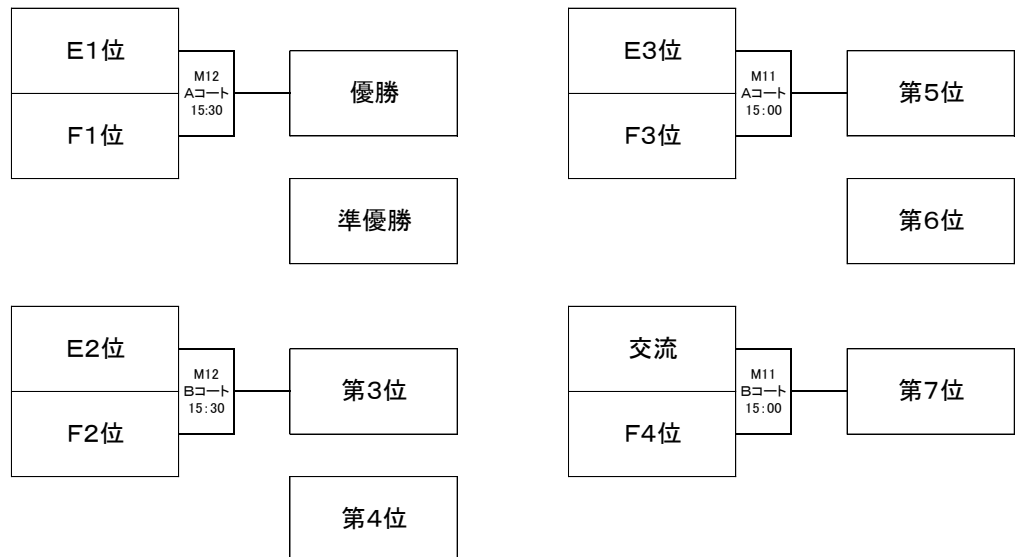 E1位
F1位
M12
Aコート
15:30
優勝
準優勝
E3位
F3位
M11
Aコート
15:00
第5位
第6位
E2位
F2位
M12
Bコート
15:30
第3位
第4位
交流
F4位
M11
Bコート
15:00
第7位